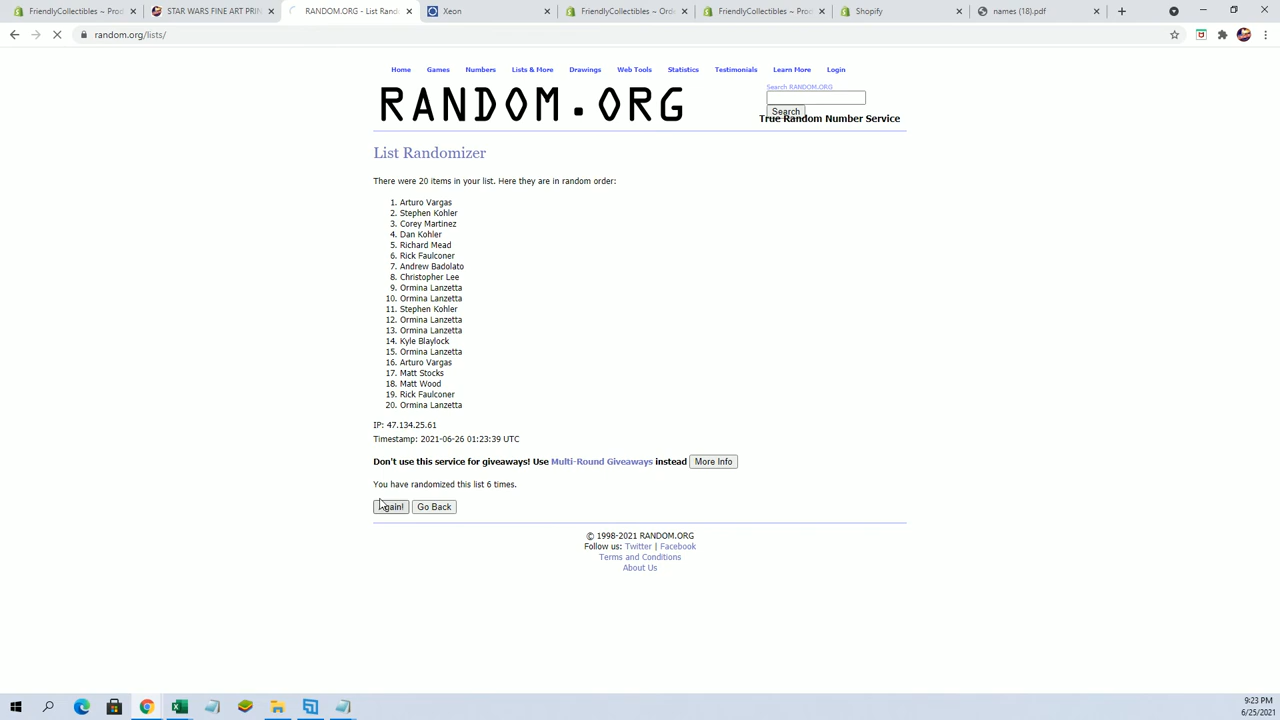 FriendlyCollectibles ~ Prod
STAR WARS FINE ART PRIN
RANDOM.ORG - List Rando
FriendlyCollectibles ~ Orde
FriendlyCollectibles ~ Prod
Shopify
names (18).pdf
random.org/lists/
Home Games Numbers Lists & More Drawings Web Tools Statistics Testimonials Learn More Login
Search RANDOM.ORG
RANDOM.ORG
Search
True Random Number Service
List Randomizer
There were 20 items in your list. Here they are in random order:
1. Arturo Vargas
2. Stephen Kohler
3. Corey Martinez
4. Dan Kohler
5. Richard Mead
6. Rick Faulconer
7. Andrew Badolato
8. Christopher Lee
9. Ormina Lanzetta
10. Ormina Lanzetta
11. Stephen Kohler
12. Ormina Lanzetta
13. Ormina Lanzetta
14. Kyle Blaylock
15. Ormina Lanzetta
16. Arturo Vargas
17. Matt Stocks
18. Matt Wood
19. Rick Faulconer
20. Ormina Lanzetta
IP: 47.134.25.61
Timestamp: 2021-06-26 01:23:39 UTC
Don't use this service for giveaways! Use Multi-Round Giveaways instead More Info
You have randomized this list 6 times.
Again! Go Back
© 1998-2021 RANDOM.ORG
Follow us: Twitter | Facebook
Terms and Conditions
About Us
9:23 PM
6/25/2021